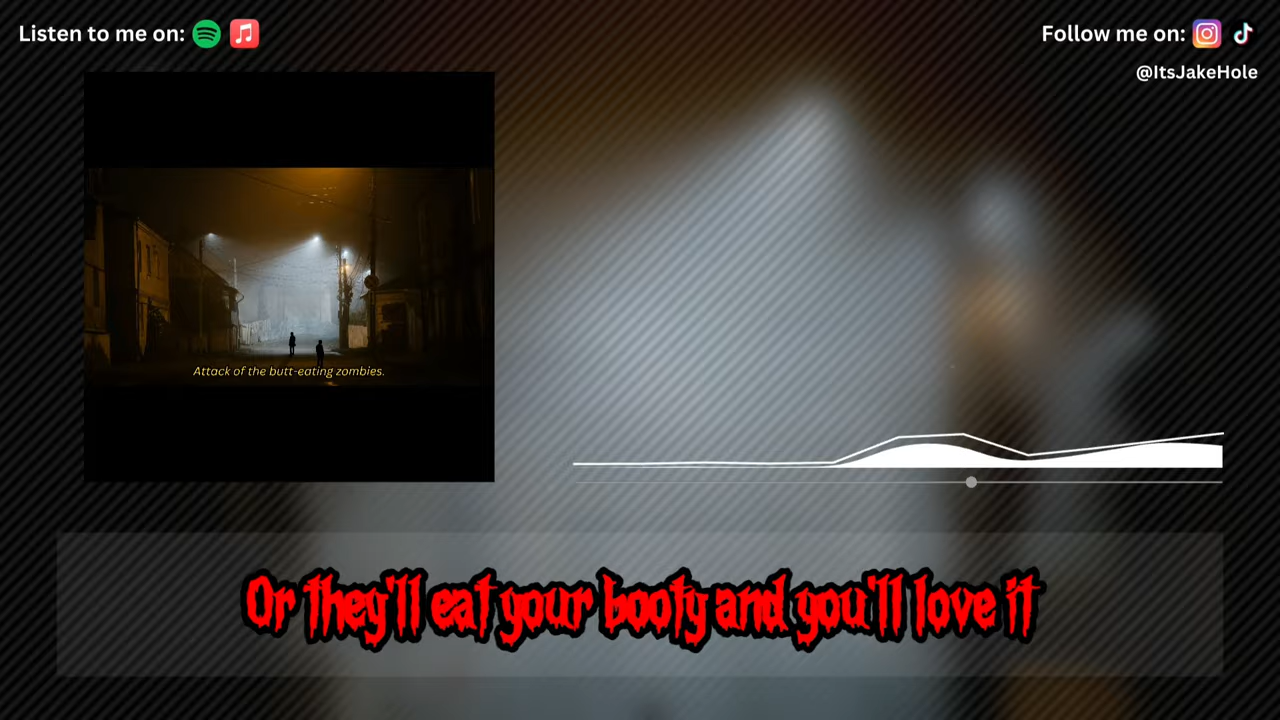 Listen to me on:
Follow me on:
@ItsJakeHole
Attack of the butt-eating zombies.
Or they'll eat your booty and you'll love it